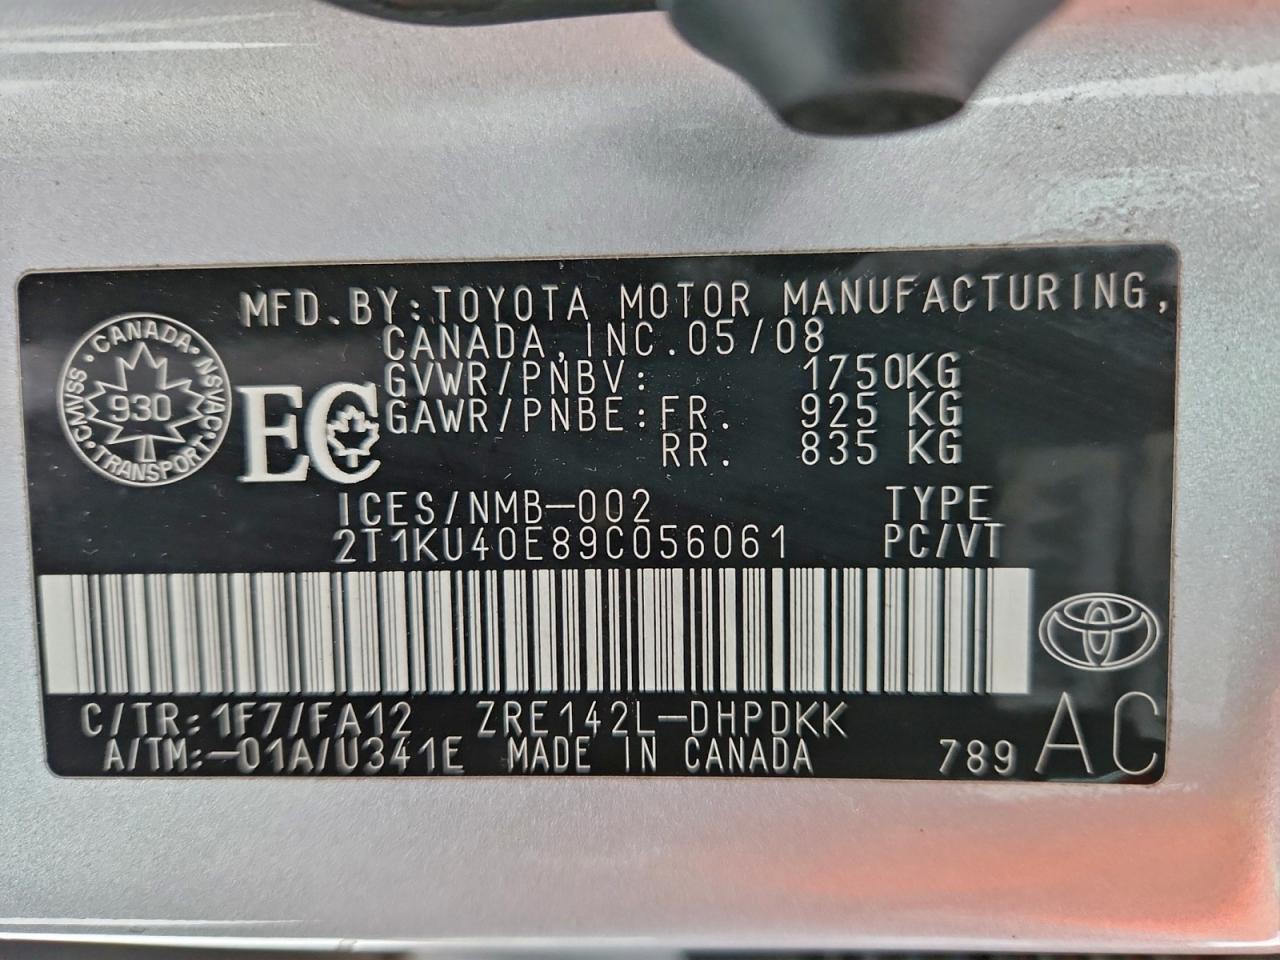 MFD.BY:TOYOTA MOTOR MANUFACTURING,
CANADA, INC.05/08
GVWR/PNBV: 1750KG
GAWR/PNBE:FR. 925 KG
RR. 835 KG
CANADA · NSVAC · TRANSPORT · CMVSS ·
930
EC
ICES/NMB-002 TYPE
2T1KU40E89C056061 PC/VT
C/TR:1F7/FA12 ZRE142L-DHPDKK
A/TM:-01A/U341E MADE IN CANADA 789 AC